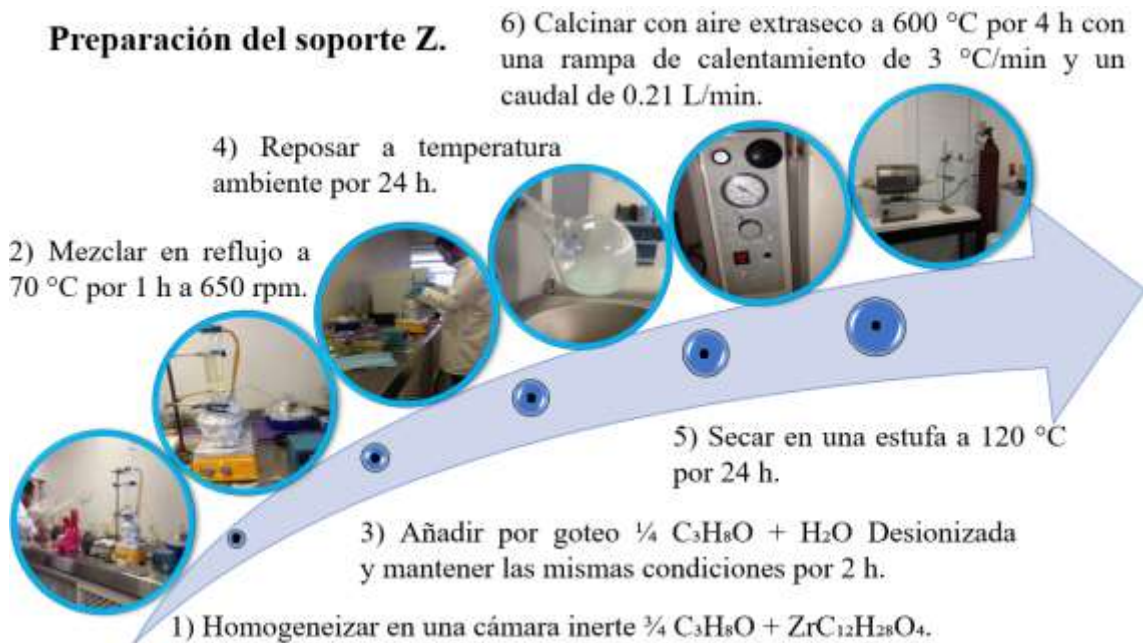 Preparación del soporte Z.
6) Calcinar con aire extraseco a 600 °C por 4 h con
una rampa de calentamiento de 3 °C/min y un
caudal de 0.21 L/min.
4) Reposar a temperatura
ambiente por 24 h.
2) Mezclar en reflujo a
70 °C por 1 h a 650 rpm.
5) Secar en una estufa a 120 °C
por 24 h.
3) Añadir por goteo ¼ C₃H₈O + H₂O Desionizada
y mantener las mismas condiciones por 2 h.
1) Homogeneizar en una cámara inerte ¾ C₃H₈O + ZrC₁₂H₂₈O₄.